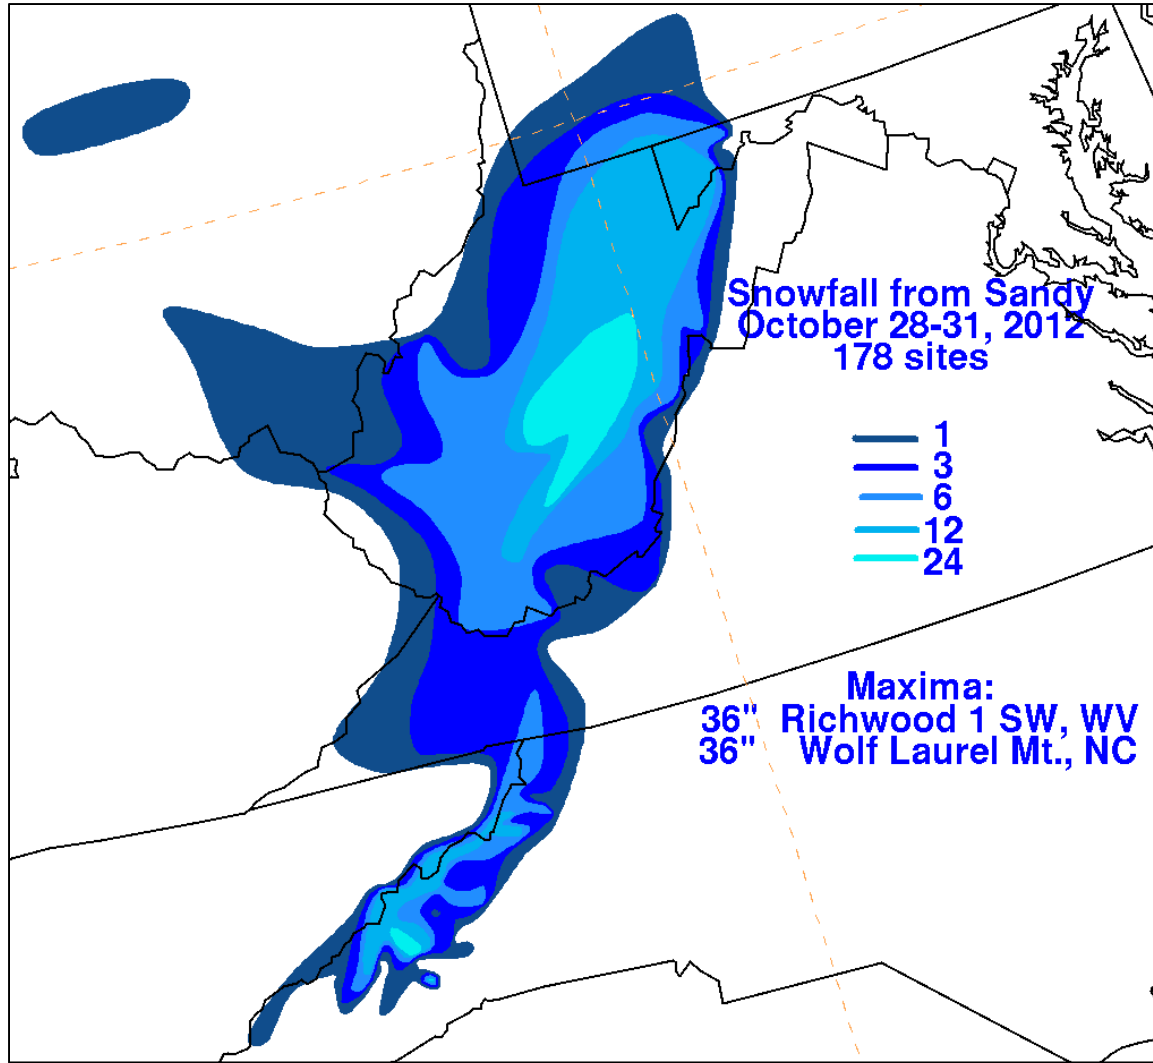 Snowfall from Sandy
October 28-31, 2012
178 sites
1
3
6
12
24
Maxima:
36" Richwood 1 SW, WV
36" Wolf Laurel Mt., NC